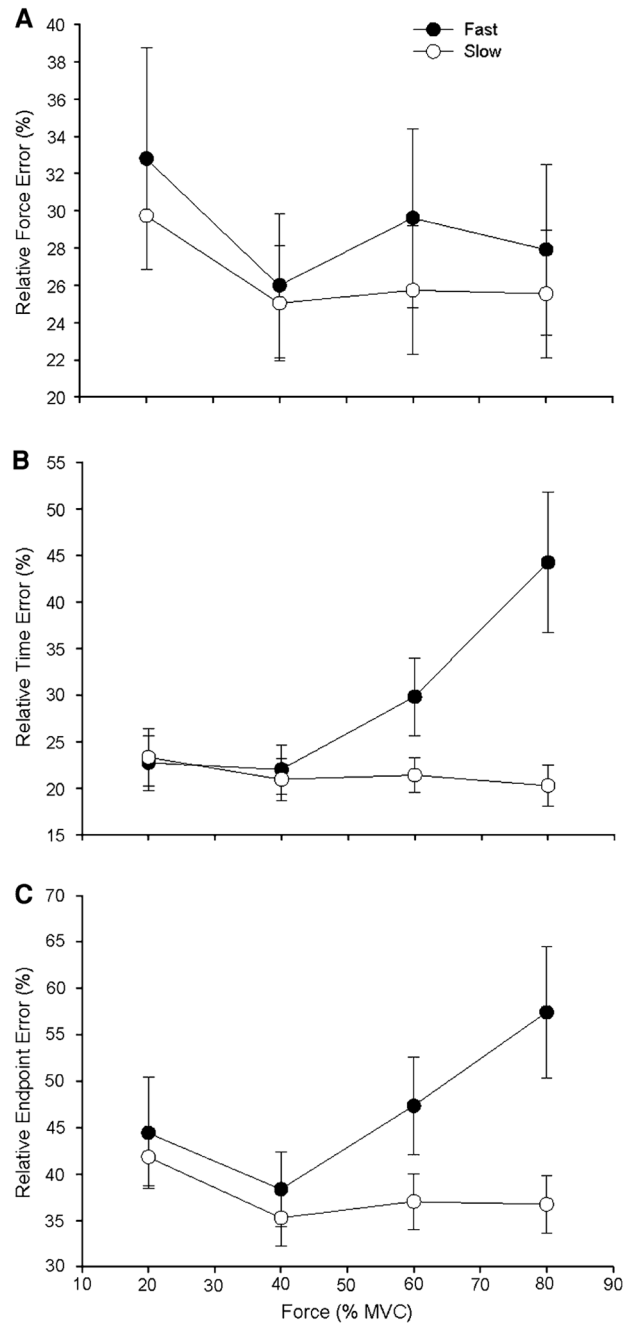 A
Fast
Slow
Relative Force Error (%)
40
38
36
34
32
30
28
26
24
22
20
B
Relative Time Error (%)
55
50
45
40
35
30
25
20
15
C
Relative Endpoint Error (%)
70
65
60
55
50
45
40
35
30
10 20 30 40 50 60 70 80 90
Force (% MVC)